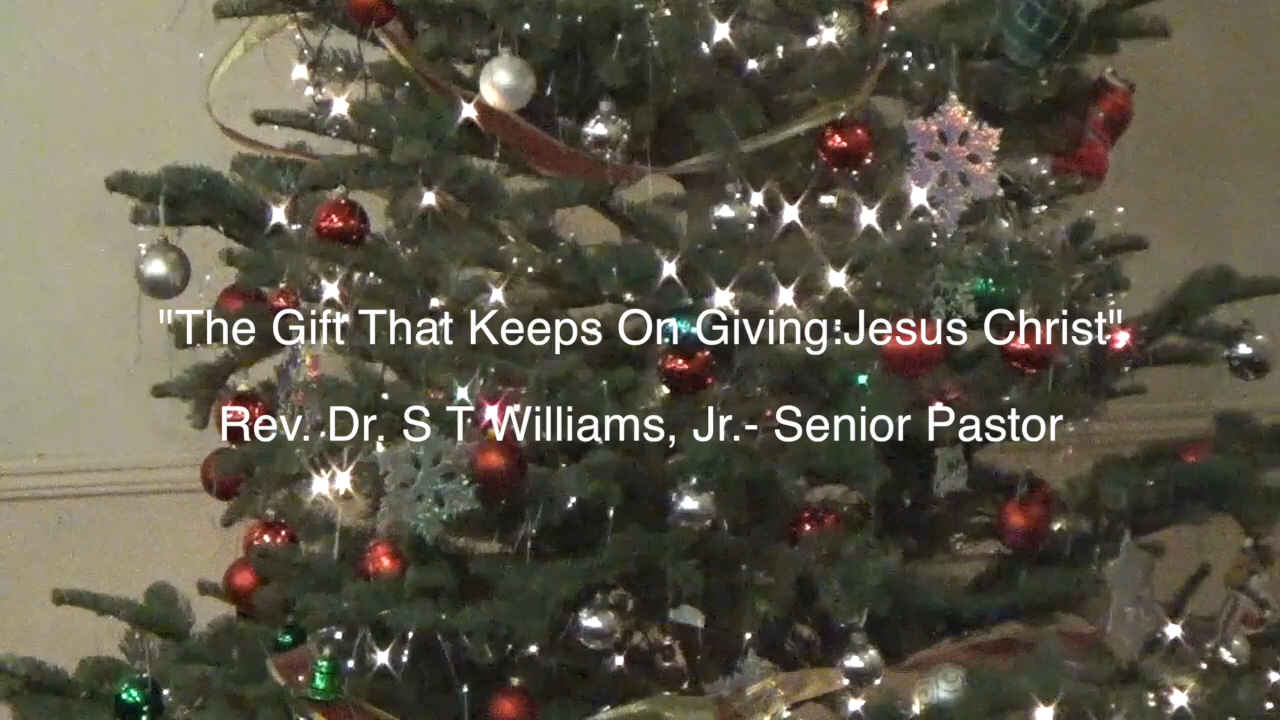 "The Gift That Keeps On Giving:Jesus Christ"
Rev. Dr. S T Williams, Jr.- Senior Pastor